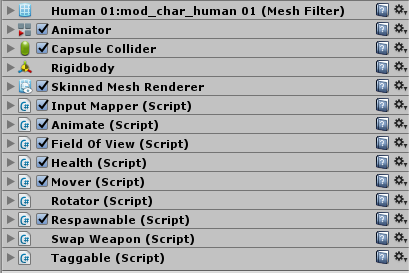 Human 01:mod_char_human 01 (Mesh Filter)
Animator
Capsule Collider
Rigidbody
Skinned Mesh Renderer
Input Mapper (Script)
Animate (Script)
Field Of View (Script)
Health (Script)
Mover (Script)
Rotator (Script)
Respawnable (Script)
Swap Weapon (Script)
Taggable (Script)